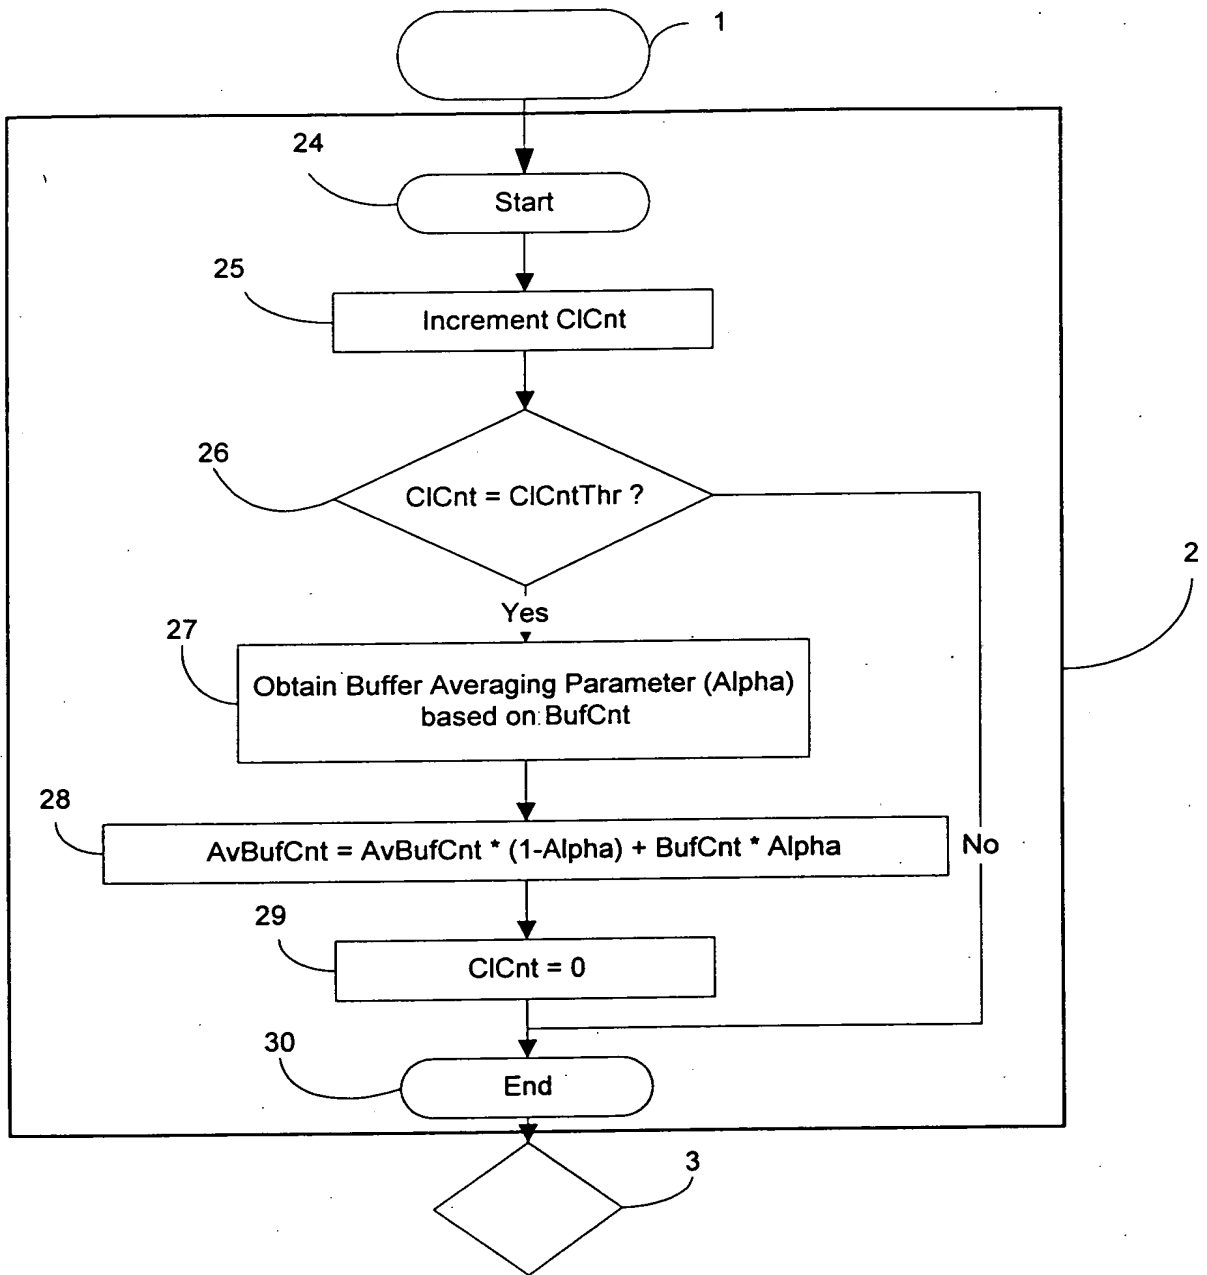 1
24
Start
25
Increment ClCnt
26
ClCnt = ClCntThr ?
2
Yes
27
Obtain Buffer Averaging Parameter (Alpha)
based on BufCnt
28
AvBufCnt = AvBufCnt * (1-Alpha) + BufCnt * Alpha
No
29
ClCnt = 0
30
End
3